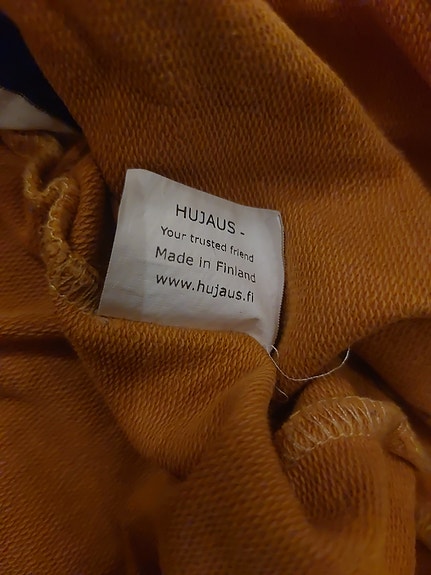 HUJAUS -
Your trusted friend
Made in Finland
www.hujaus.fi